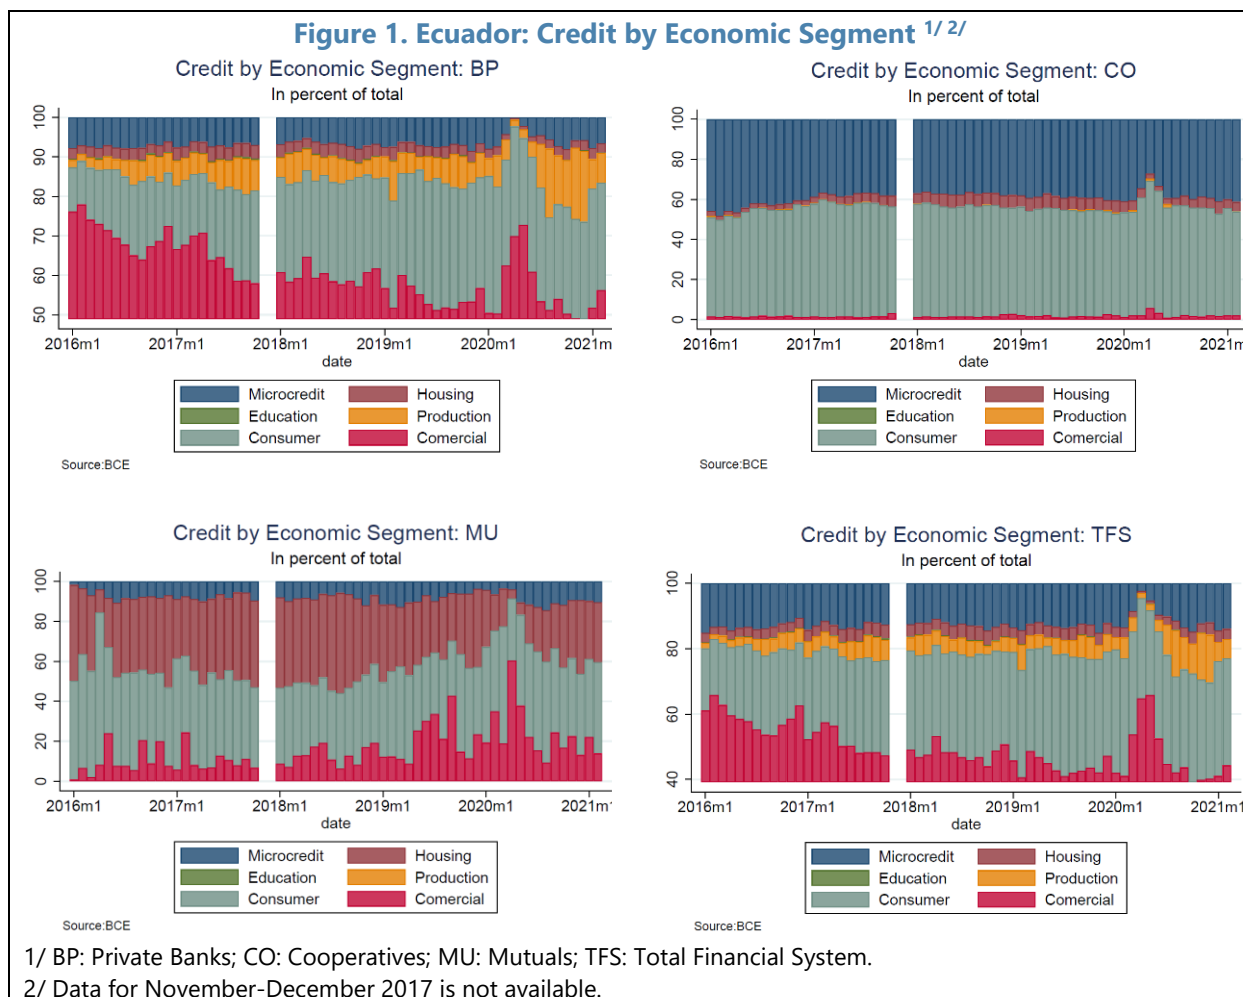 Figure 1. Ecuador: Credit by Economic Segment 1/ 2/
Credit by Economic Segment: BP
In percent of total
100
90
80
70
60
50
2016m1 2017m1 2018m1 2019m1 2020m1 2021m
date
Microcredit Housing
Education Production
Consumer Comercial
Source:BCE
Credit by Economic Segment: CO
In percent of total
100
80
60
40
20
0
2016m1 2017m1 2018m1 2019m1 2020m1 2021m1
date
Microcredit Housing
Education Production
Consumer Comercial
Source:BCE
Credit by Economic Segment: MU
In percent of total
100
80
60
40
20
0
2016m1 2017m1 2018m1 2019m1 2020m1 2021m1
date
Microcredit Housing
Education Production
Consumer Comercial
Source:BCE
Credit by Economic Segment: TFS
In percent of total
100
80
60
40
2016m1 2017m1 2018m1 2019m1 2020m1 2021m1
date
Microcredit Housing
Education Production
Consumer Comercial
Source:BCE
1/ BP: Private Banks; CO: Cooperatives; MU: Mutuals; TFS: Total Financial System.
2/ Data for November-December 2017 is not available.